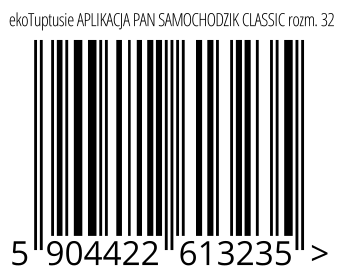 ekoTuptusie APLIKACJA PAN SAMOCHODZIK CLASSIC rozm. 32
5 904422 613235 >